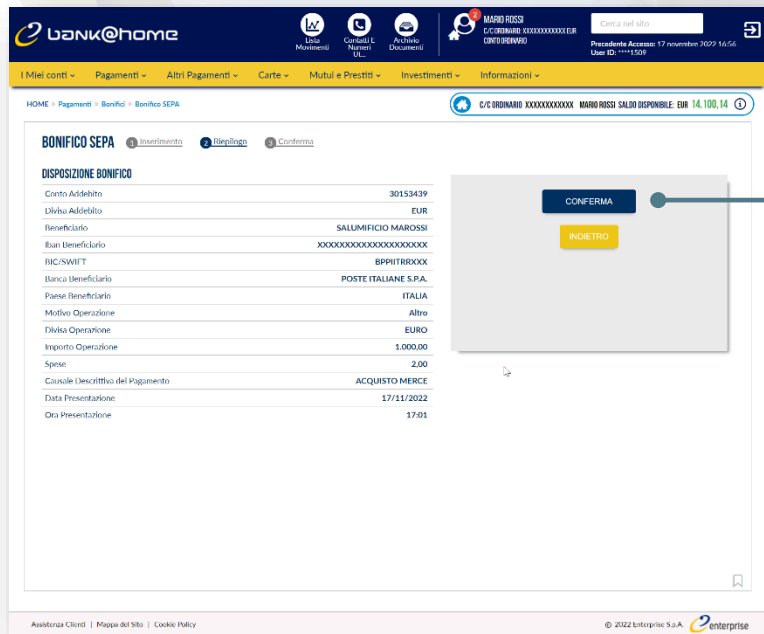 bank@home
Lista
Movimenti
Contatti E
Numeri
Ul...
Archivio
Documenti
2
MARIO ROSSI
C/C ORDINARIO: XXXXXXXXXXXX EUR
CONTO ORDINARIO
Cerca nel sito
Precedente Accesso: 17 novembre 2022 16:56
User ID: ****1509
I Miei conti Pagamenti Altri Pagamenti Carte Mutui e Prestiti Investimenti Informazioni
HOME > Pagamenti > Bonifici > Bonifico SEPA
C/C ORDINARIO XXXXXXXXXXXX MARIO ROSSI SALDO DISPONIBILE: EUR 14.100,14
BONIFICO SEPA 1 Inserimento 2 Riepilogo 3 Conferma
DISPOSIZIONE BONIFICO
Conto Addebito 30153439
Divisa Addebito EUR
Beneficiario SALUMIFICIO MAROSSI
Iban Beneficiario XXXXXXXXXXXXXXXXXXXXX
BIC/SWIFT BPPIITRRXXX
Banca Beneficiario POSTE ITALIANE S.P.A.
Paese Beneficiario ITALIA
Motivo Operazione Altro
Divisa Operazione EURO
Importo Operazione 1.000,00
Spese 2,00
Causale Descrittiva del Pagamento ACQUISTO MERCE
Data Presentazione 17/11/2022
Ora Presentazione 17:01
CONFERMA
INDIETRO
Assistenza Clienti | Mappa del Sito | Cookie Policy
© 2022 Enterprise S.p.A. enterprise